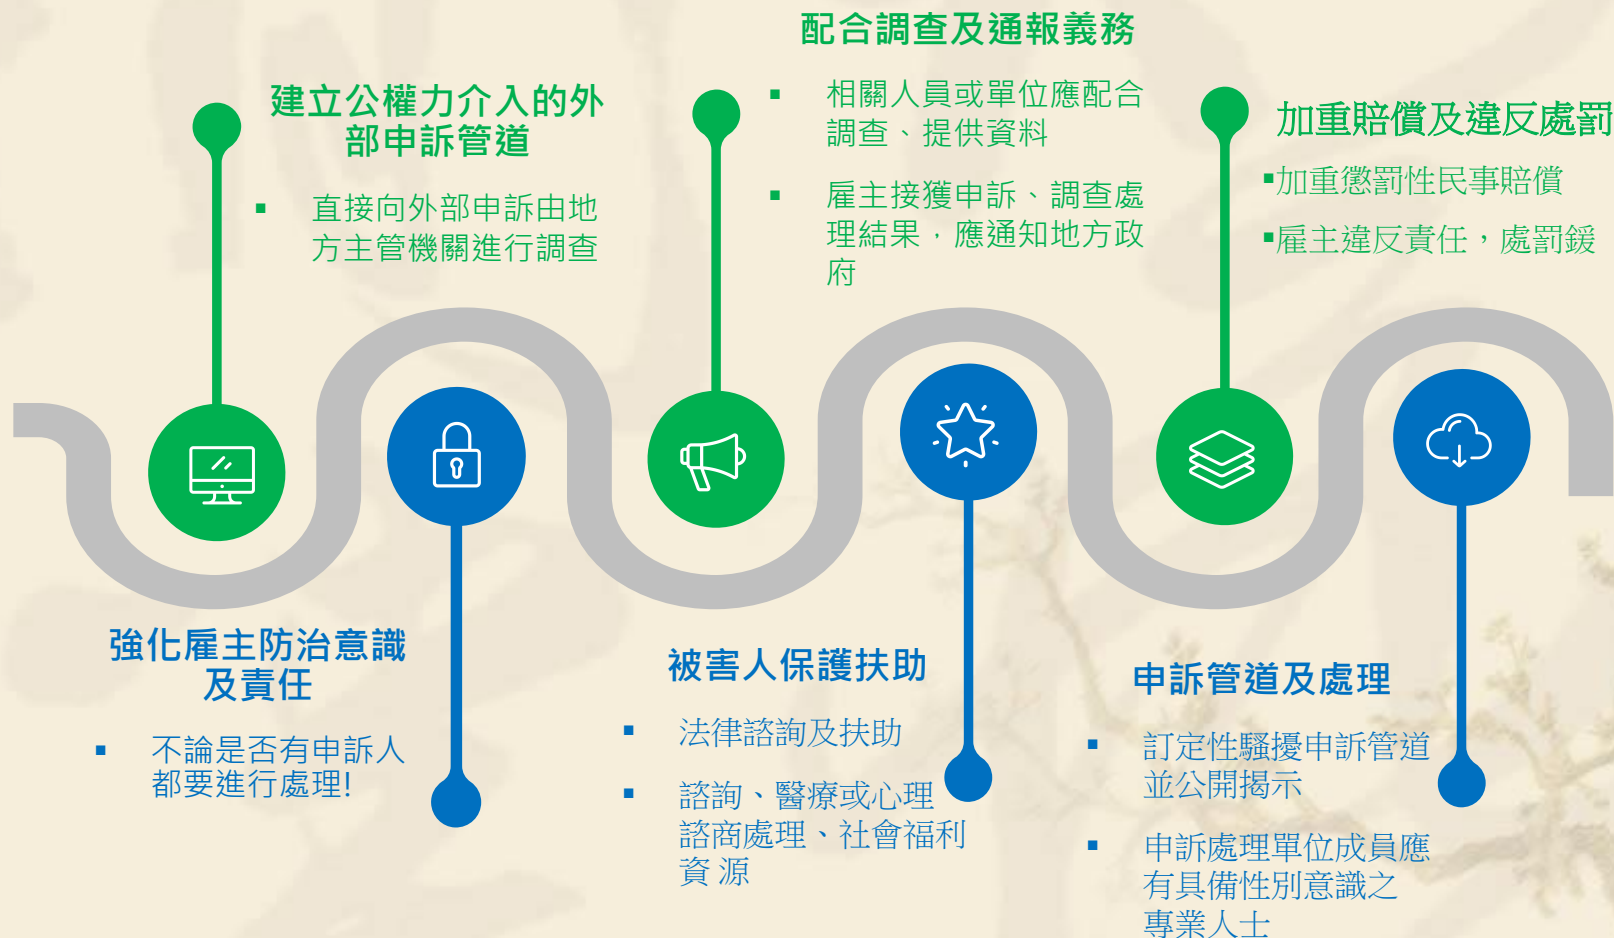 建立公權力介入的外
部申訴管道
▪ 直接向外部申訴由地
方主管機關進行調查
配合調查及通報義務
▪ 相關人員或單位應配合
調查、提供資料
▪ 雇主接獲申訴、調查處
理結果，應通知地方政
府
加重賠償及違反處罰
▪加重懲罰性民事賠償
▪雇主違反責任，處罰鍰
強化雇主防治意識
及責任
▪ 不論是否有申訴人
都要進行處理!
被害人保護扶助
▪ 法律諮詢及扶助
▪ 諮詢、醫療或心理
諮商處理、社會福利
資 源
申訴管道及處理
▪ 訂定性騷擾申訴管道
並公開揭示
▪ 申訴處理單位成員應
有具備性別意識之
專業人士